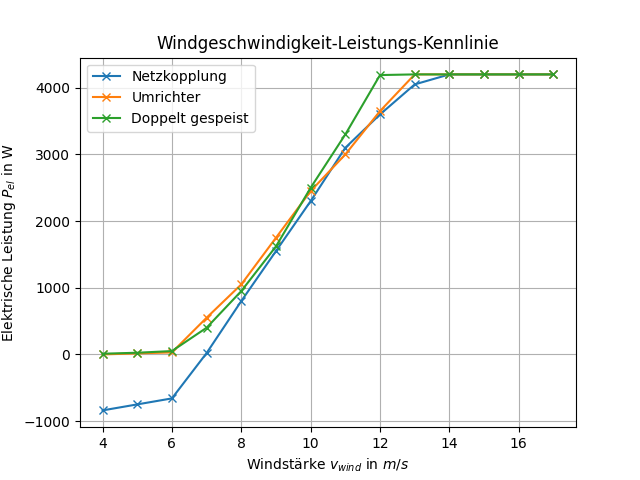 Windgeschwindigkeit-Leistungs-Kennlinie
Netzkopplung
Umrichter
Doppelt gespeist
Elektrische Leistung P_el in W
4000
3000
2000
1000
0
−1000
4 6 8 10 12 14 16
Windstärke v_wind in m/s